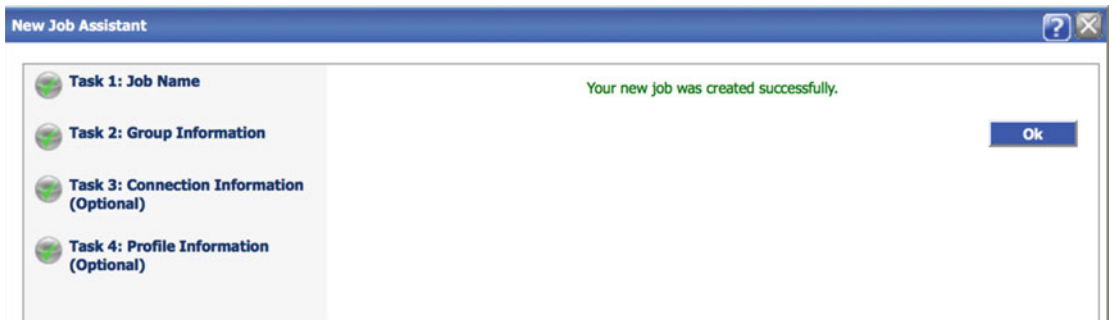 New Job Assistant
?
Task 1: Job Name
Your new job was created successfully.
Task 2: Group Information
Ok
Task 3: Connection Information
(Optional)
Task 4: Profile Information
(Optional)